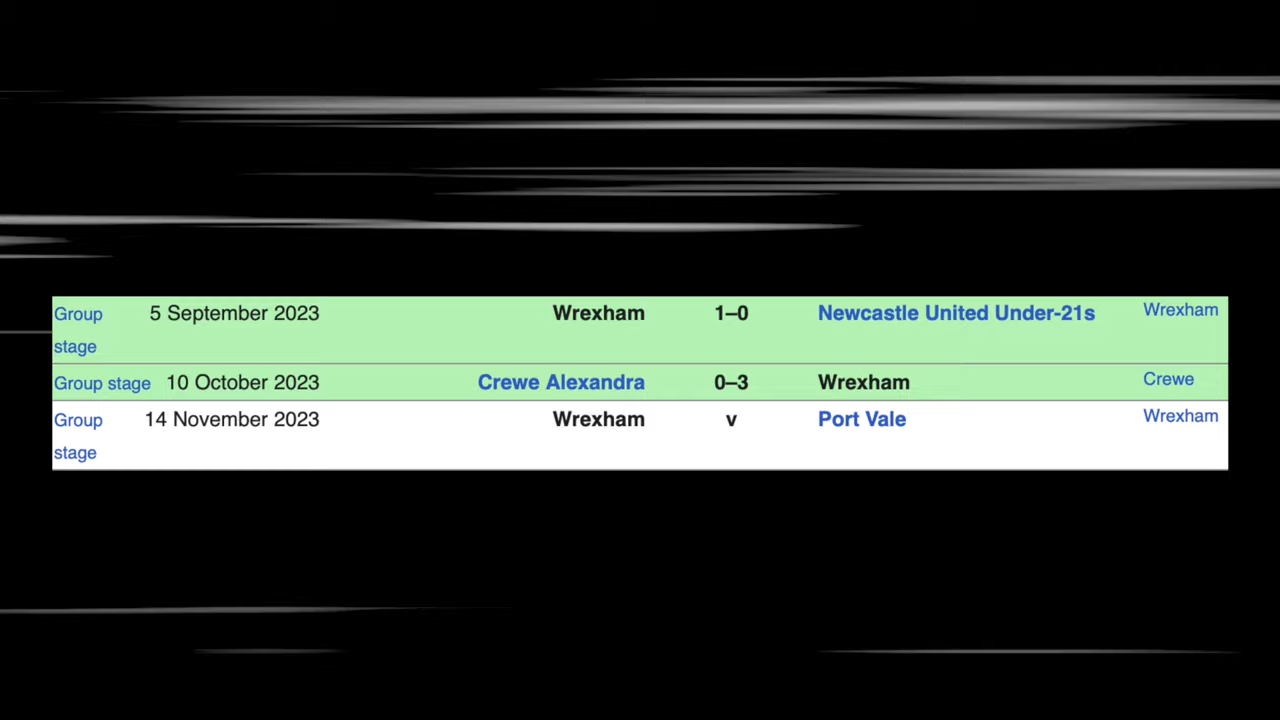 Group stage 5 September 2023 Wrexham 1–0 Newcastle United Under-21s Wrexham
Group stage 10 October 2023 Crewe Alexandra 0–3 Wrexham Crewe
Group stage 14 November 2023 Wrexham v Port Vale Wrexham